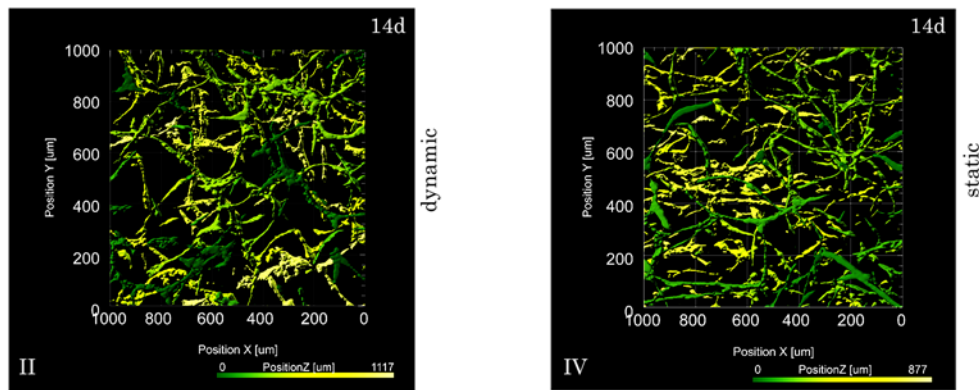 14d
1000
800
600
400
200
0
Position Y [um]
1000 800 600 400 200 0
Position X [um]
0 PositionZ [um] 1117
II
dynamic
14d
1000
800
600
400
200
0
Position Y [um]
1000 800 600 400 200 0
Position X [um]
0 PositionZ [um] 877
IV
static